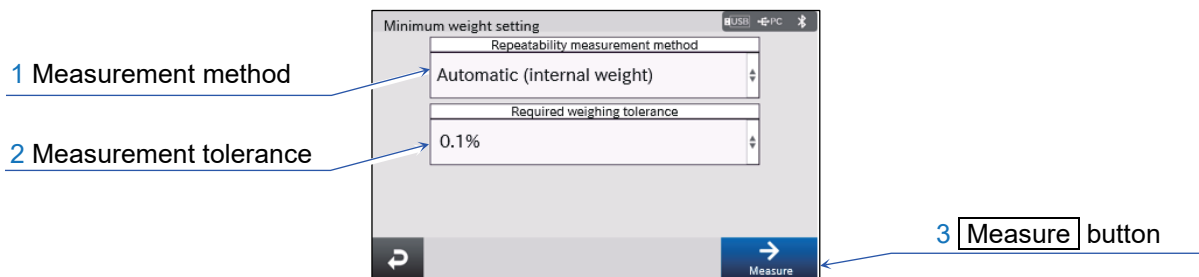 Minimum weight setting
USB PC
Repeatability measurement method
1 Measurement method
Automatic (internal weight)
Required weighing tolerance
2 Measurement tolerance
0.1%
3 Measure button
Measure